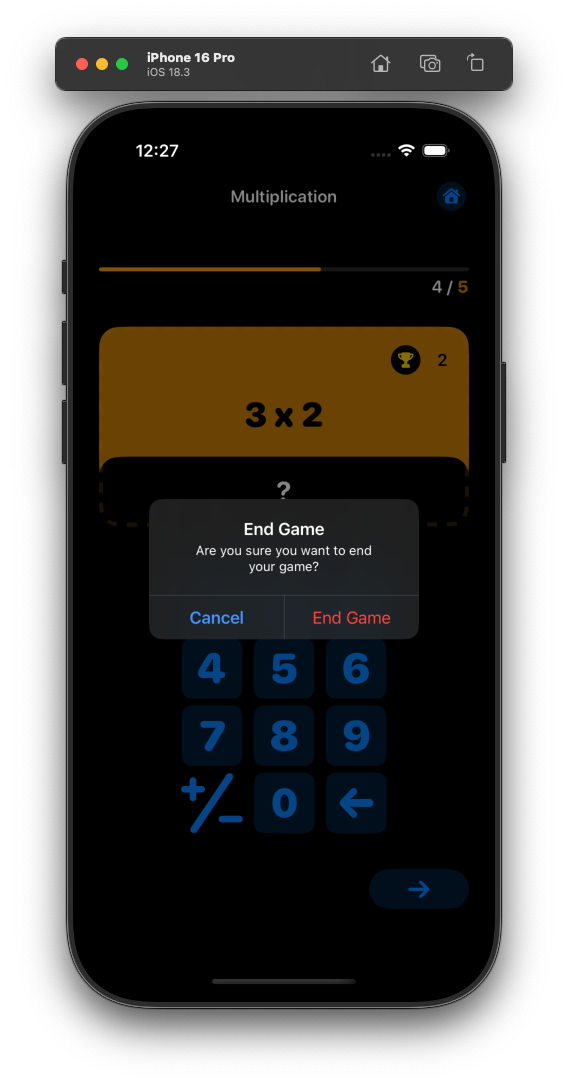 iPhone 16 Pro
iOS 18.3
12:27
Multiplication
4 / 5
2
3 x 2
?
End Game
Are you sure you want to end
your game?
Cancel End Game
4 5 6
7 8 9
+/− 0